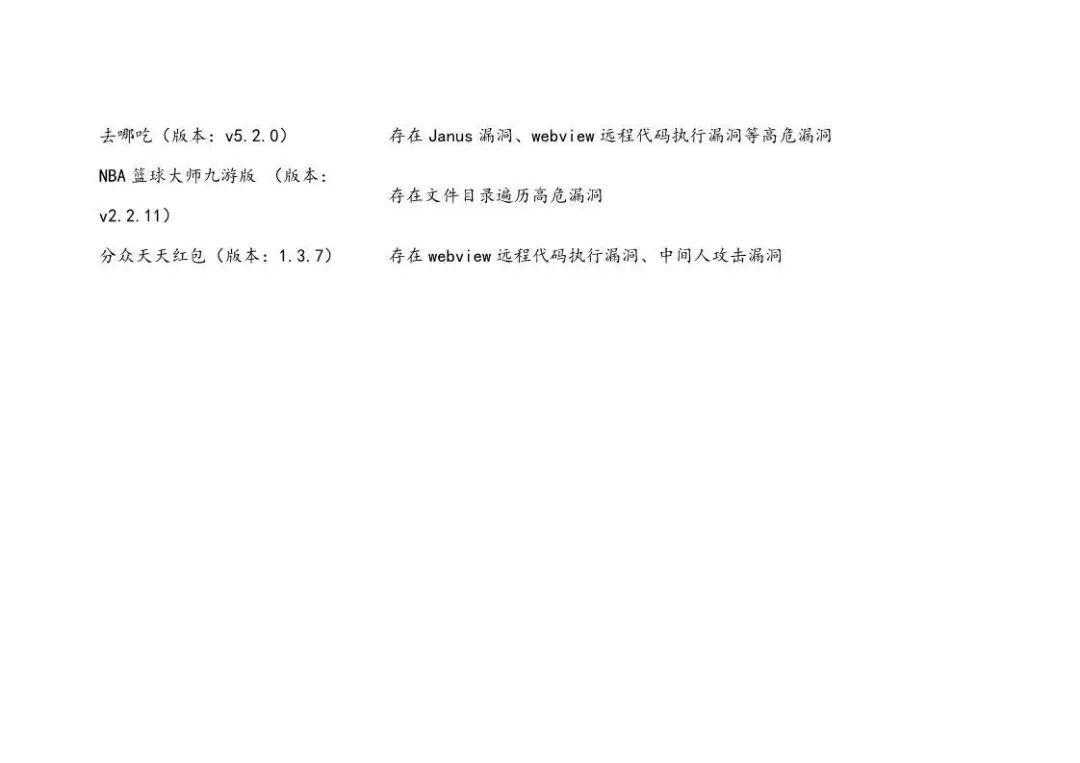 去哪吃（版本：v5.2.0） 存在 Janus 漏洞、webview 远程代码执行漏洞等高危漏洞
NBA 篮球大师九游版 （版本：
v2.2.11）
存在文件目录遍历高危漏洞
分众天天红包（版本：1.3.7） 存在 webview 远程代码执行漏洞、中间人攻击漏洞